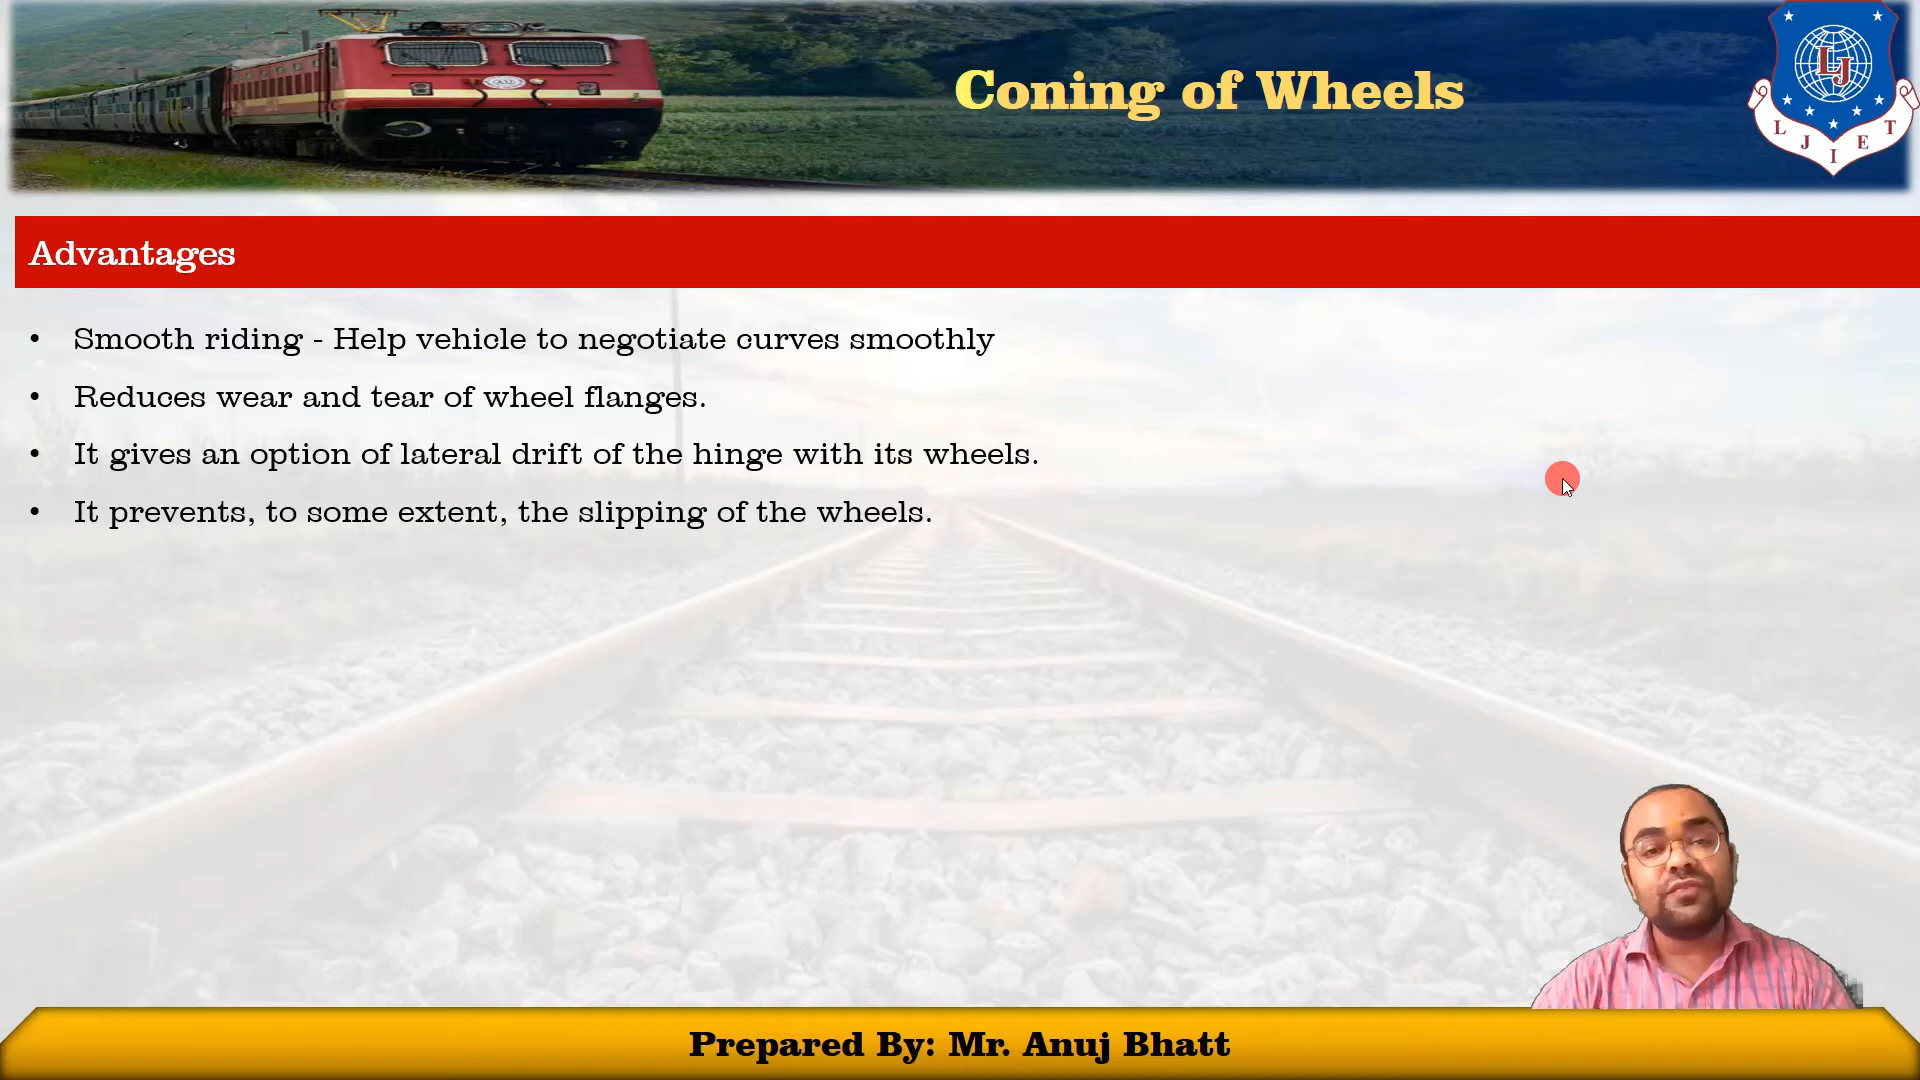 Coning of Wheels
LJ
L J I E T
Advantages
• Smooth riding - Help vehicle to negotiate curves smoothly
• Reduces wear and tear of wheel flanges.
• It gives an option of lateral drift of the hinge with its wheels.
• It prevents, to some extent, the slipping of the wheels.
Prepared By: Mr. Anuj Bhatt